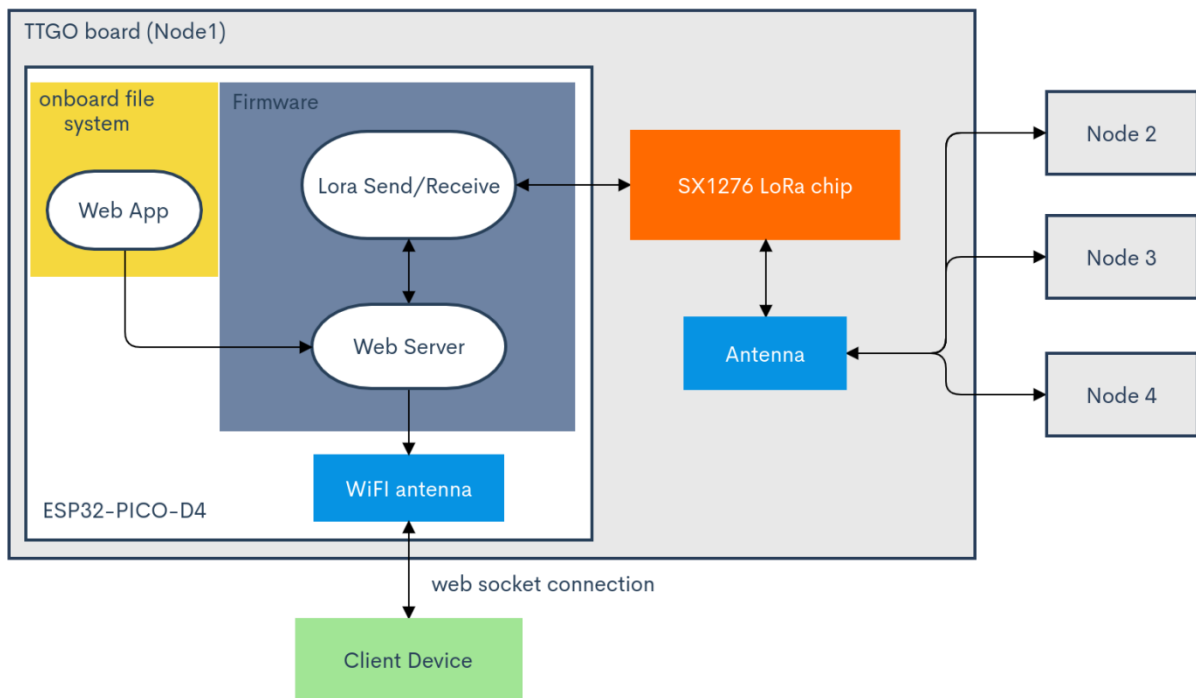 TTGO board (Node1)
onboard file
system
Firmware
Web App
Lora Send/Receive
Web Server
SX1276 LoRa chip
Antenna
Node 2
Node 3
Node 4
WiFI antenna
ESP32-PICO-D4
web socket connection
Client Device